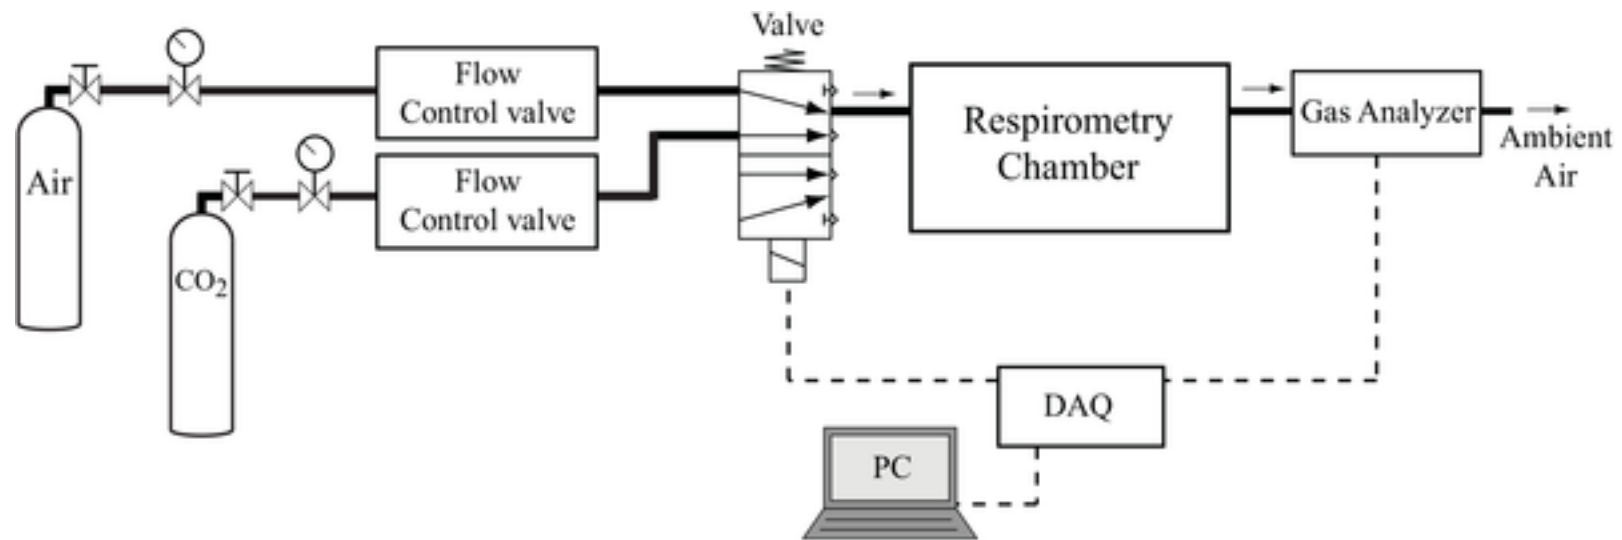 Valve
Flow
Control valve
Air
Flow
Control valve
CO2
Respirometry
Chamber
Gas Analyzer
Ambient
Air
DAQ
PC